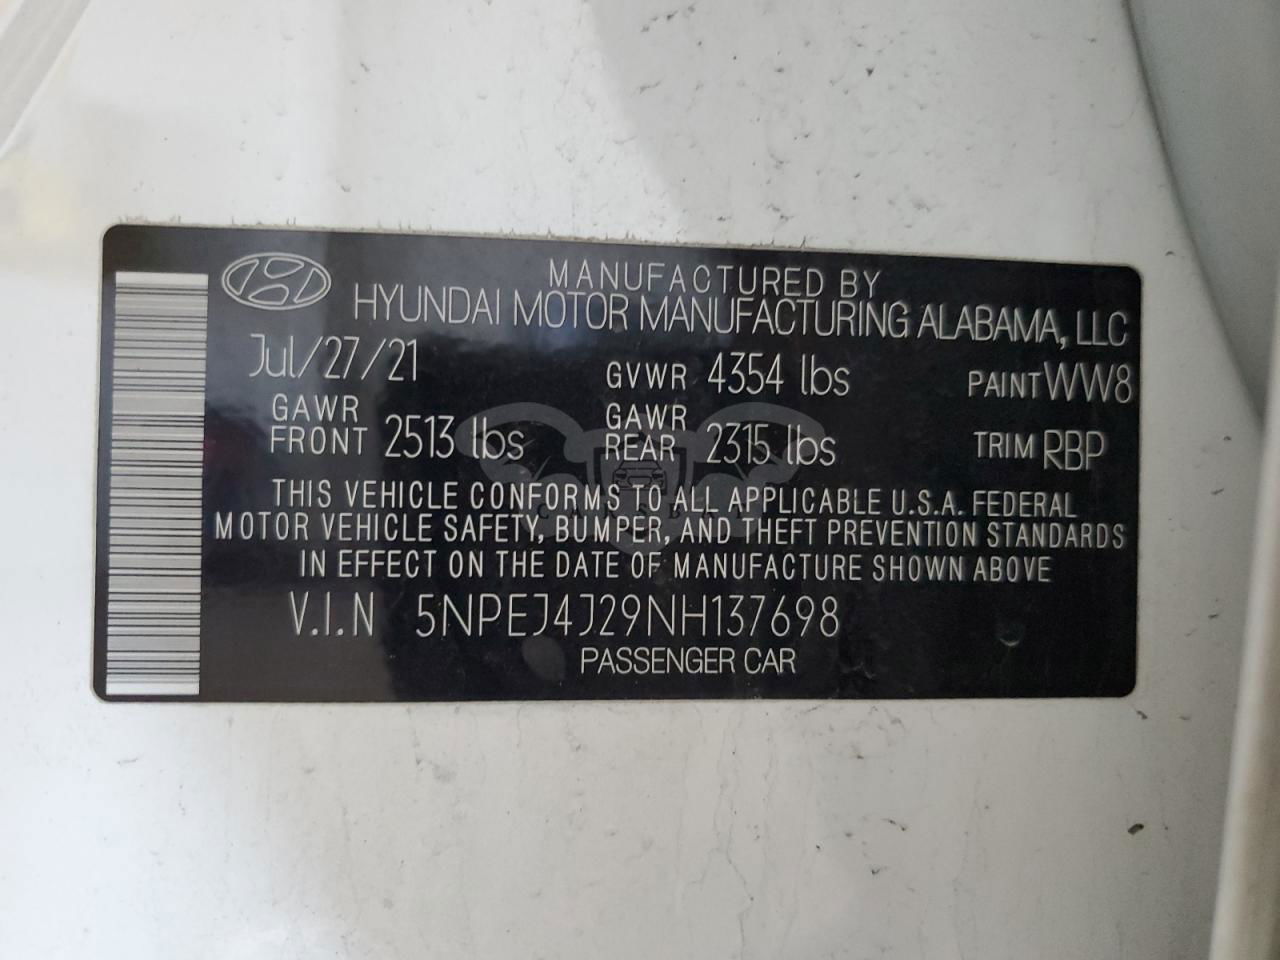 MANUFACTURED BY
HYUNDAI MOTOR MANUFACTURING ALABAMA, LLC
Jul/27/21 GVWR 4354 lbs PAINT WW8
GAWR FRONT 2513 lbs GAWR REAR 2315 lbs TRIM RBP
THIS VEHICLE CONFORMS TO ALL APPLICABLE U.S.A. FEDERAL
MOTOR VEHICLE SAFETY, BUMPER, AND THEFT PREVENTION STANDARDS
IN EFFECT ON THE DATE OF MANUFACTURE SHOWN ABOVE
V.I.N 5NPEJ4J29NH137698
PASSENGER CAR